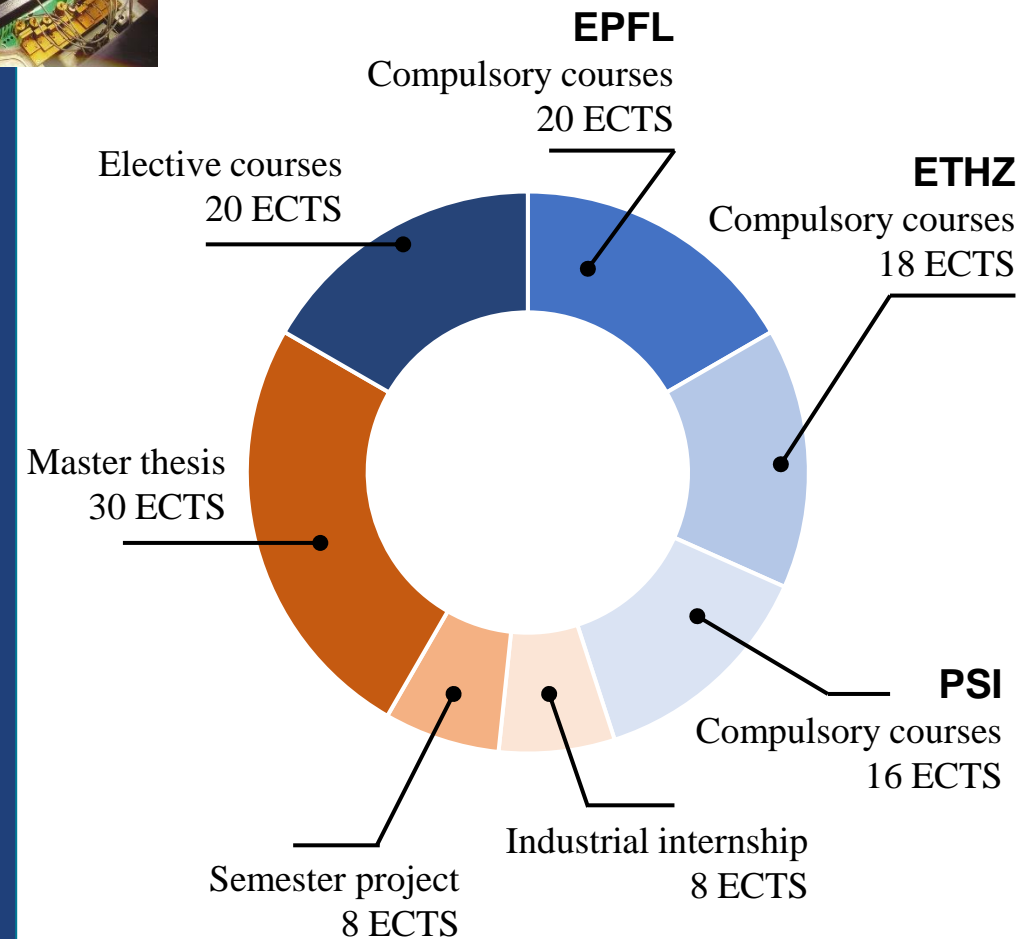 EPFL
Compulsory courses
20 ECTS
Elective courses
20 ECTS
ETHZ
Compulsory courses
18 ECTS
Master thesis
30 ECTS
PSI
Compulsory courses
16 ECTS
Industrial internship
8 ECTS
Semester project
8 ECTS